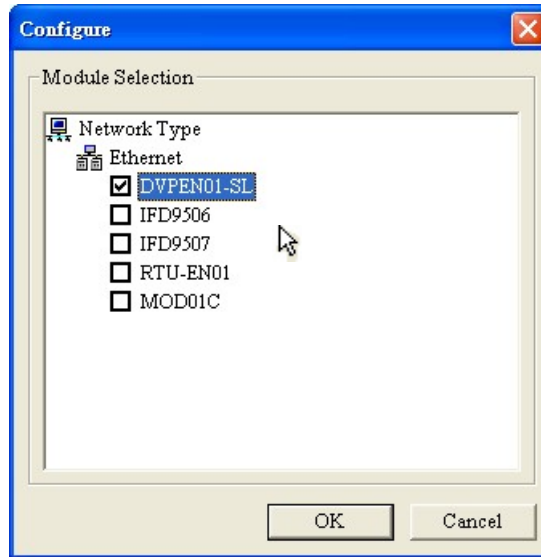 Configure
Module Selection
Network Type
Ethernet
DVPEN01-SL
IFD9506
IFD9507
RTU-EN01
MOD01C
OK
Cancel